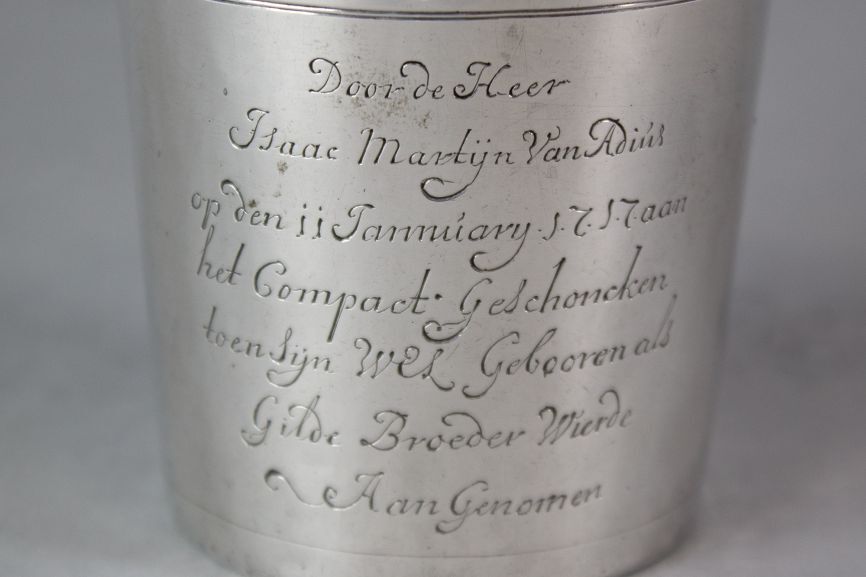 Door de Heer
Isaac Martijn Van Adius
op den 11 Jannúary 1717 aan
het Compact Geschoncken
toen sijn WEL Gebooren als
Gilde Broeder Wierde
Aan Genomen